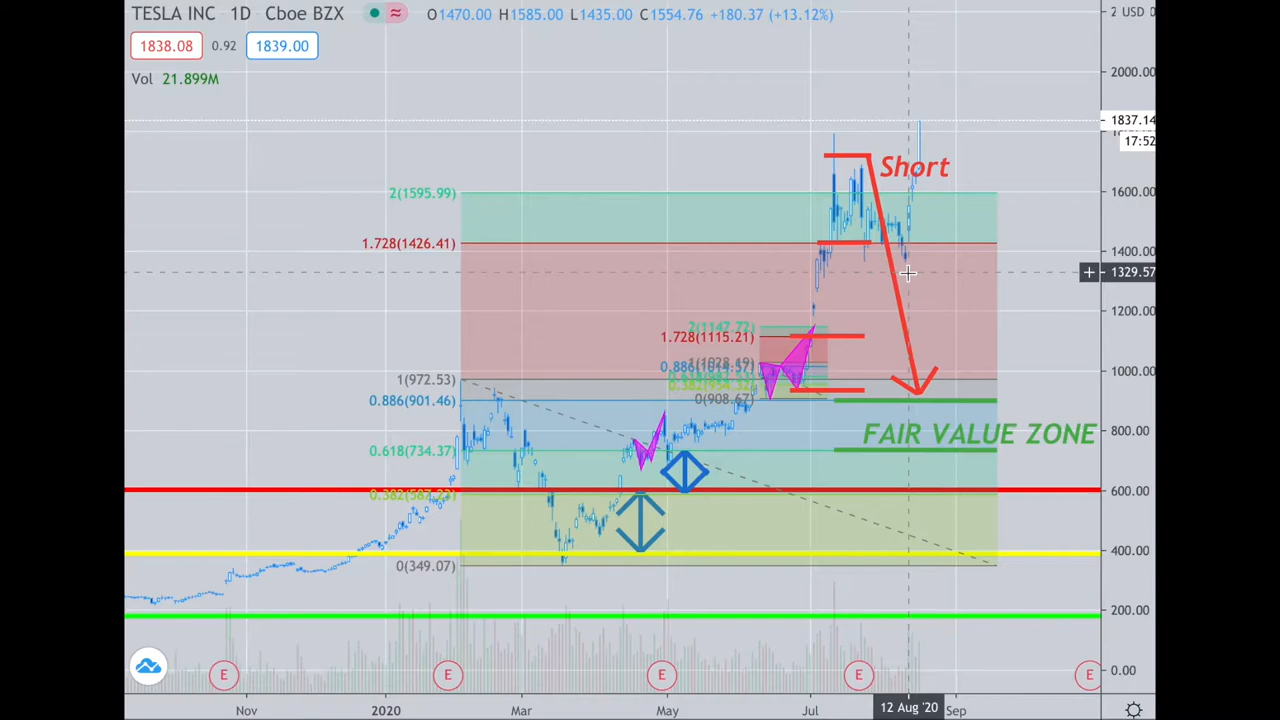 TESLA INC · 1D · Cboe BZX O1470.00 H1585.00 L1435.00 C1554.76 +180.37 (+13.12%)
2 USD
1838.08 0.92 1839.00
Vol 21.899M
2000.00
1837.14
17:52
Short
2(1595.99)
1600.00
1.728(1426.41)
1400.00
+ 1329.57
1200.00
2(1147.72)
1.728(1115.21)
1(972.53)
1000.00
0.886(901.46)
0(908.67)
800.00
FAIR VALUE ZONE
0.618(734.37)
600.00
400.00
0(349.07)
200.00
0.00
E E E E E
Nov 2020 Mar May Jul 12 Aug '20 Sep